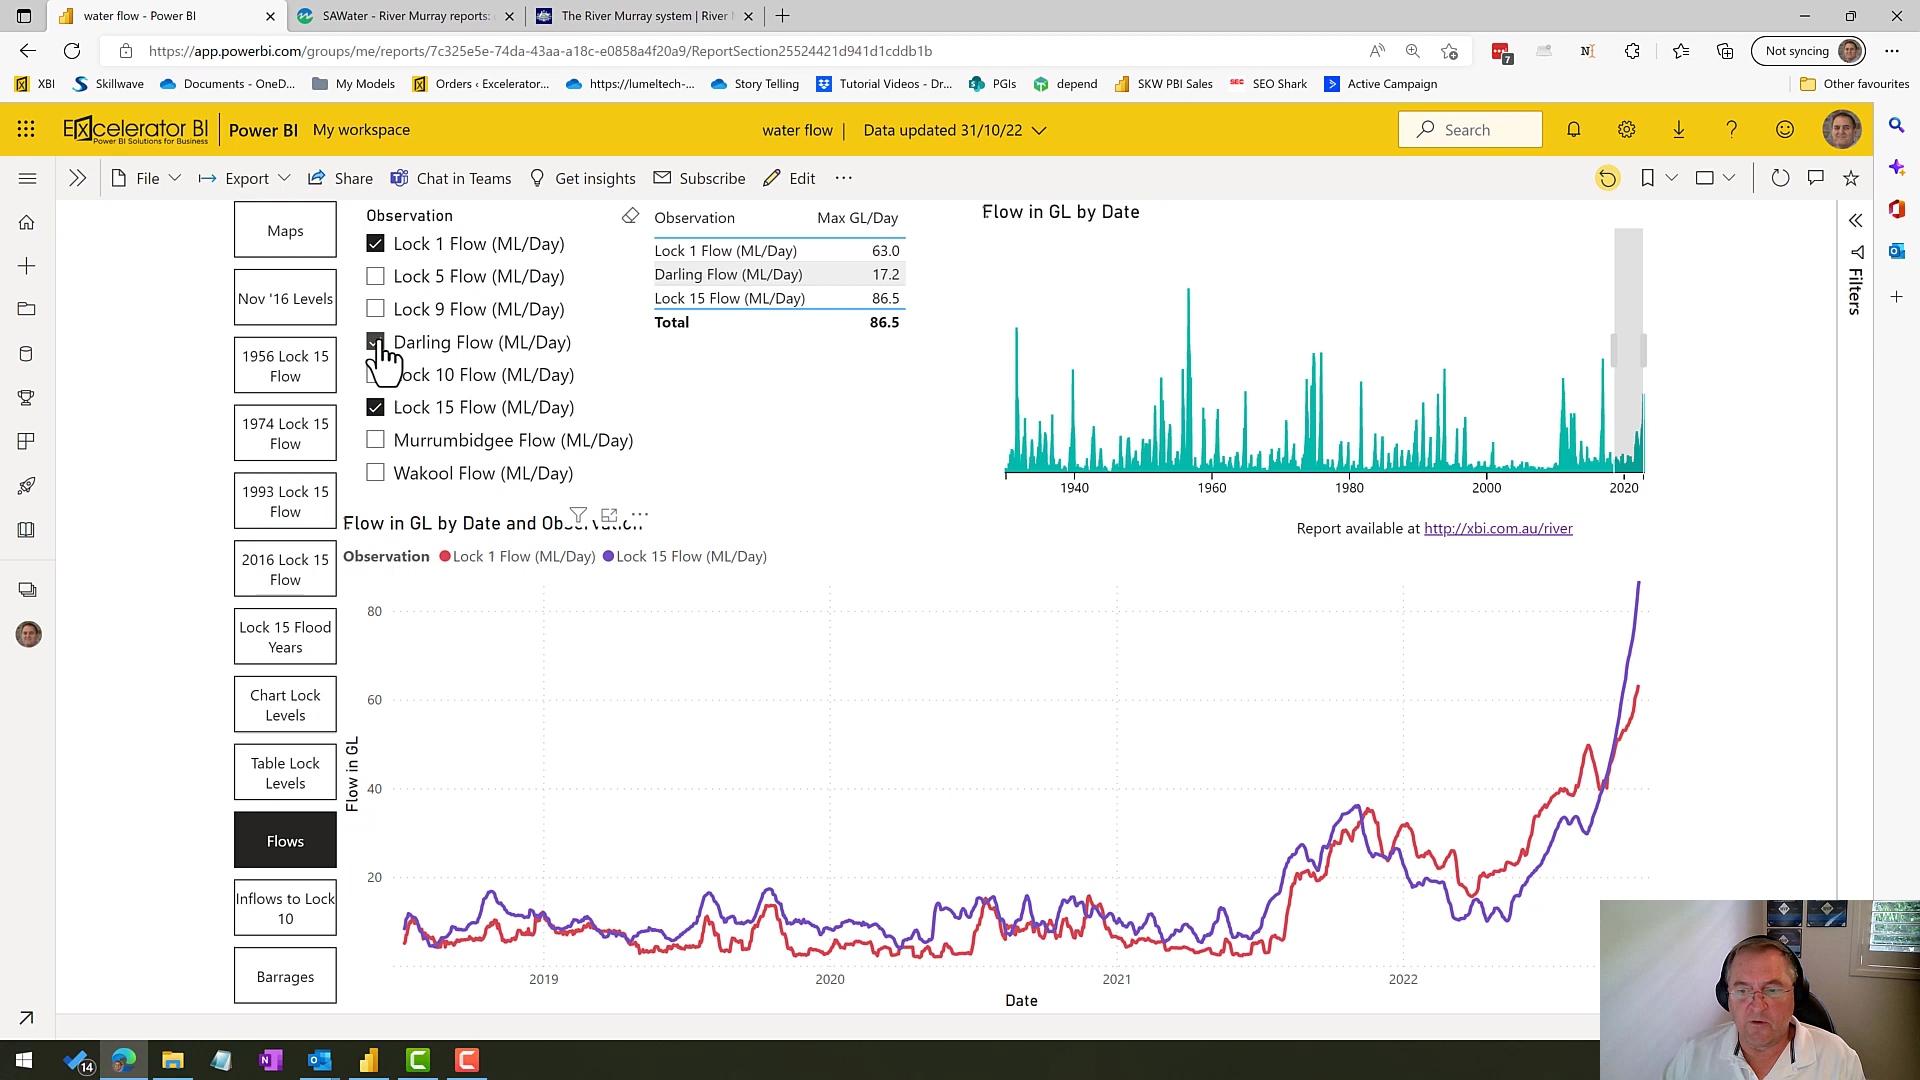 water flow - Power BI
SAWater - River Murray reports:
The River Murray system | River
https://app.powerbi.com/groups/me/reports/7c325e5e-74da-43aa-a18c-e0858a4f20a9/ReportSection25524421d941d1cddb1b
7
Not syncing
XBI
Skillwave
Documents - OneD...
My Models
Orders ‹ Excelerator...
https://lumeltech-...
Story Telling
Tutorial Videos - Dr...
PGIs
depend
SKW PBI Sales
SEO Shark
Active Campaign
Other favourites
Excelerator BI
Power BI Solutions for Business
Power BI
My workspace
water flow
Data updated 31/10/22
Search
File
Export
Share
Chat in Teams
Get insights
Subscribe
Edit
Maps
Nov '16 Levels
1956 Lock 15
Flow
1974 Lock 15
Flow
1993 Lock 15
Flow
2016 Lock 15
Flow
Lock 15 Flood
Years
Chart Lock
Levels
Table Lock
Levels
Flows
Inflows to Lock
10
Barrages
Observation
Lock 1 Flow (ML/Day)
Lock 5 Flow (ML/Day)
Lock 9 Flow (ML/Day)
Darling Flow (ML/Day)
ock 10 Flow (ML/Day)
Lock 15 Flow (ML/Day)
Murrumbidgee Flow (ML/Day)
Wakool Flow (ML/Day)
Observation Max GL/Day
Lock 1 Flow (ML/Day) 63.0
Darling Flow (ML/Day) 17.2
Lock 15 Flow (ML/Day) 86.5
Total 86.5
Flow in GL by Date
1940 1960 1980 2000 2020
Filters
Report available at http://xbi.com.au/river
Flow in GL by Date and Observation
Observation Lock 1 Flow (ML/Day) Lock 15 Flow (ML/Day)
80
60
40
20
Flow in GL
2019 2020 2021 2022
Date
14